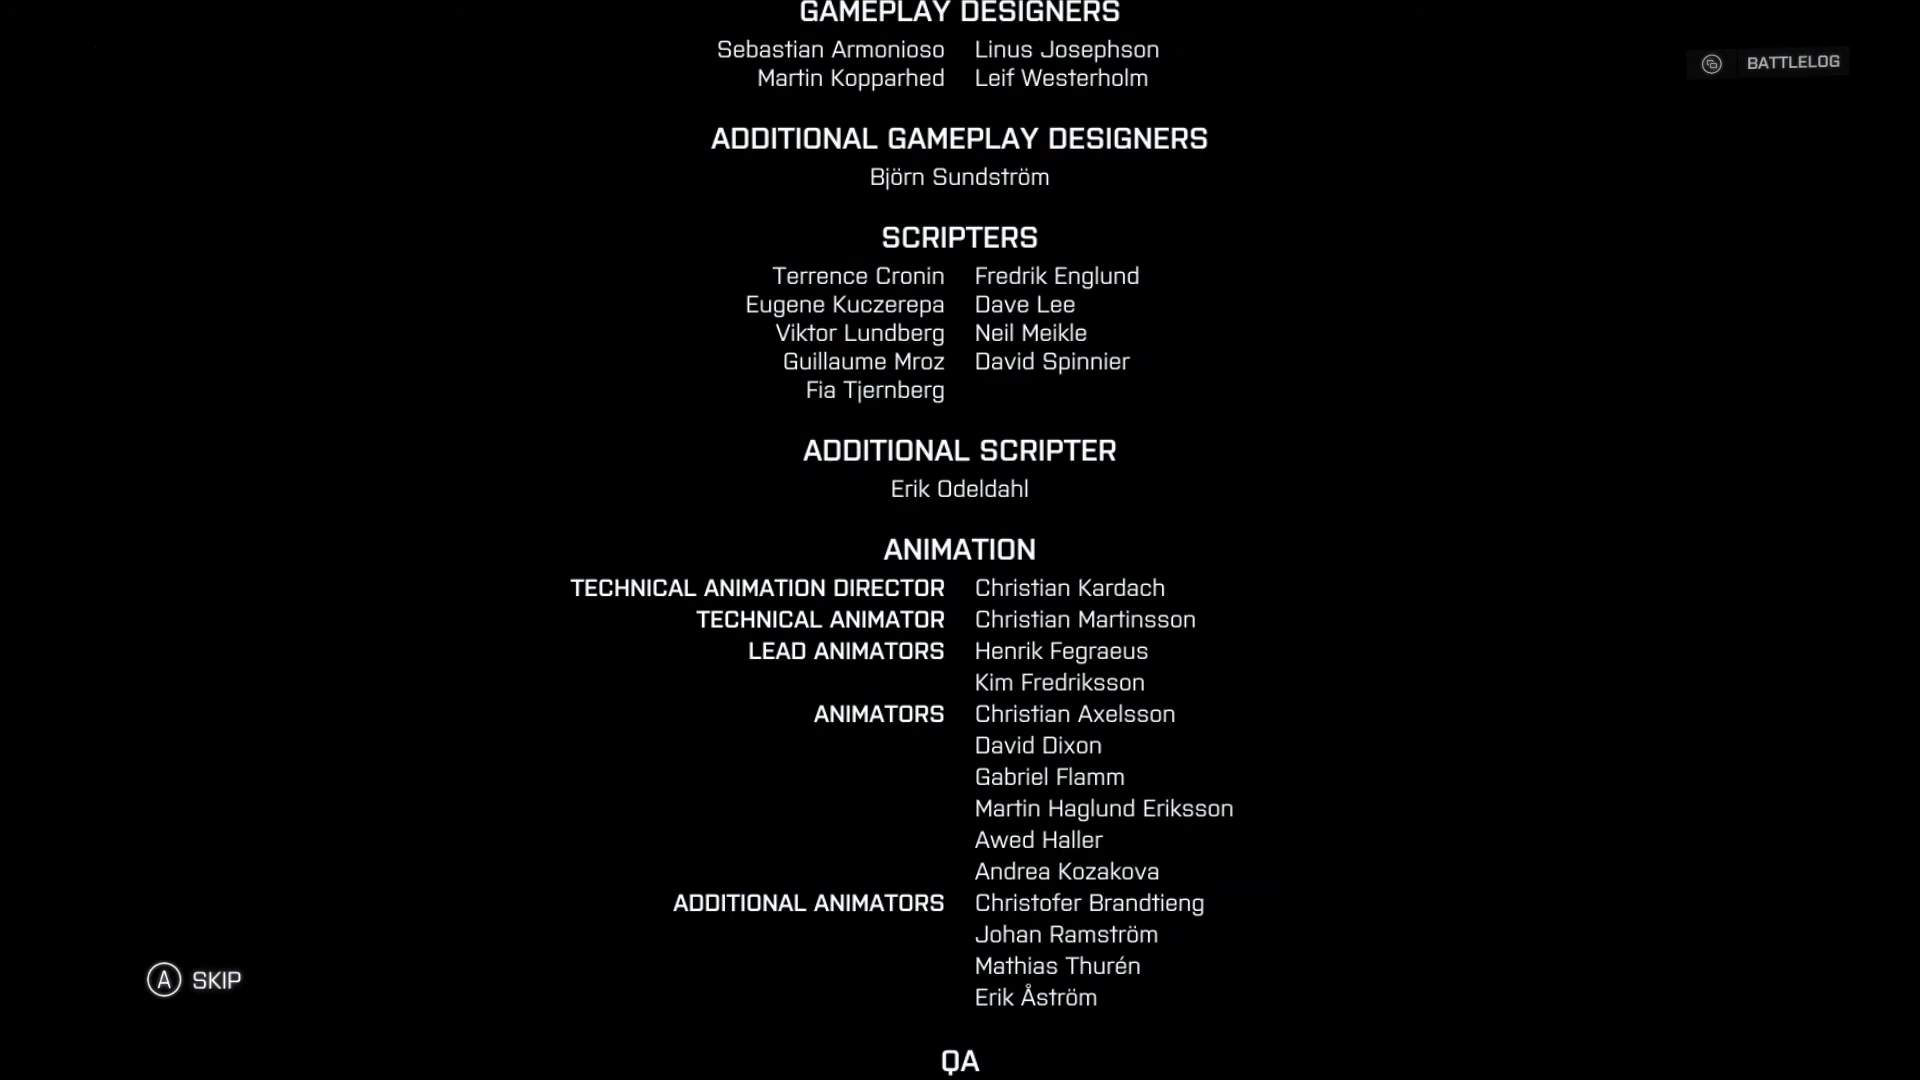 GAMEPLAY DESIGNERS
Sebastian Armonioso Linus Josephson
Martin Kopparhed Leif Westerholm
BATTLELOG
ADDITIONAL GAMEPLAY DESIGNERS
Björn Sundström
SCRIPTERS
Terrence Cronin Fredrik Englund
Eugene Kuczerepa Dave Lee
Viktor Lundberg Neil Meikle
Guillaume Mroz David Spinnier
Fia Tjernberg
ADDITIONAL SCRIPTER
Erik Odeldahl
ANIMATION
TECHNICAL ANIMATION DIRECTOR Christian Kardach
TECHNICAL ANIMATOR Christian Martinsson
LEAD ANIMATORS Henrik Fegraeus
Kim Fredriksson
ANIMATORS Christian Axelsson
David Dixon
Gabriel Flamm
Martin Haglund Eriksson
Awed Haller
Andrea Kozakova
ADDITIONAL ANIMATORS Christofer Brandtieng
Johan Ramström
Mathias Thurén
A SKIP
Erik Åström
QA